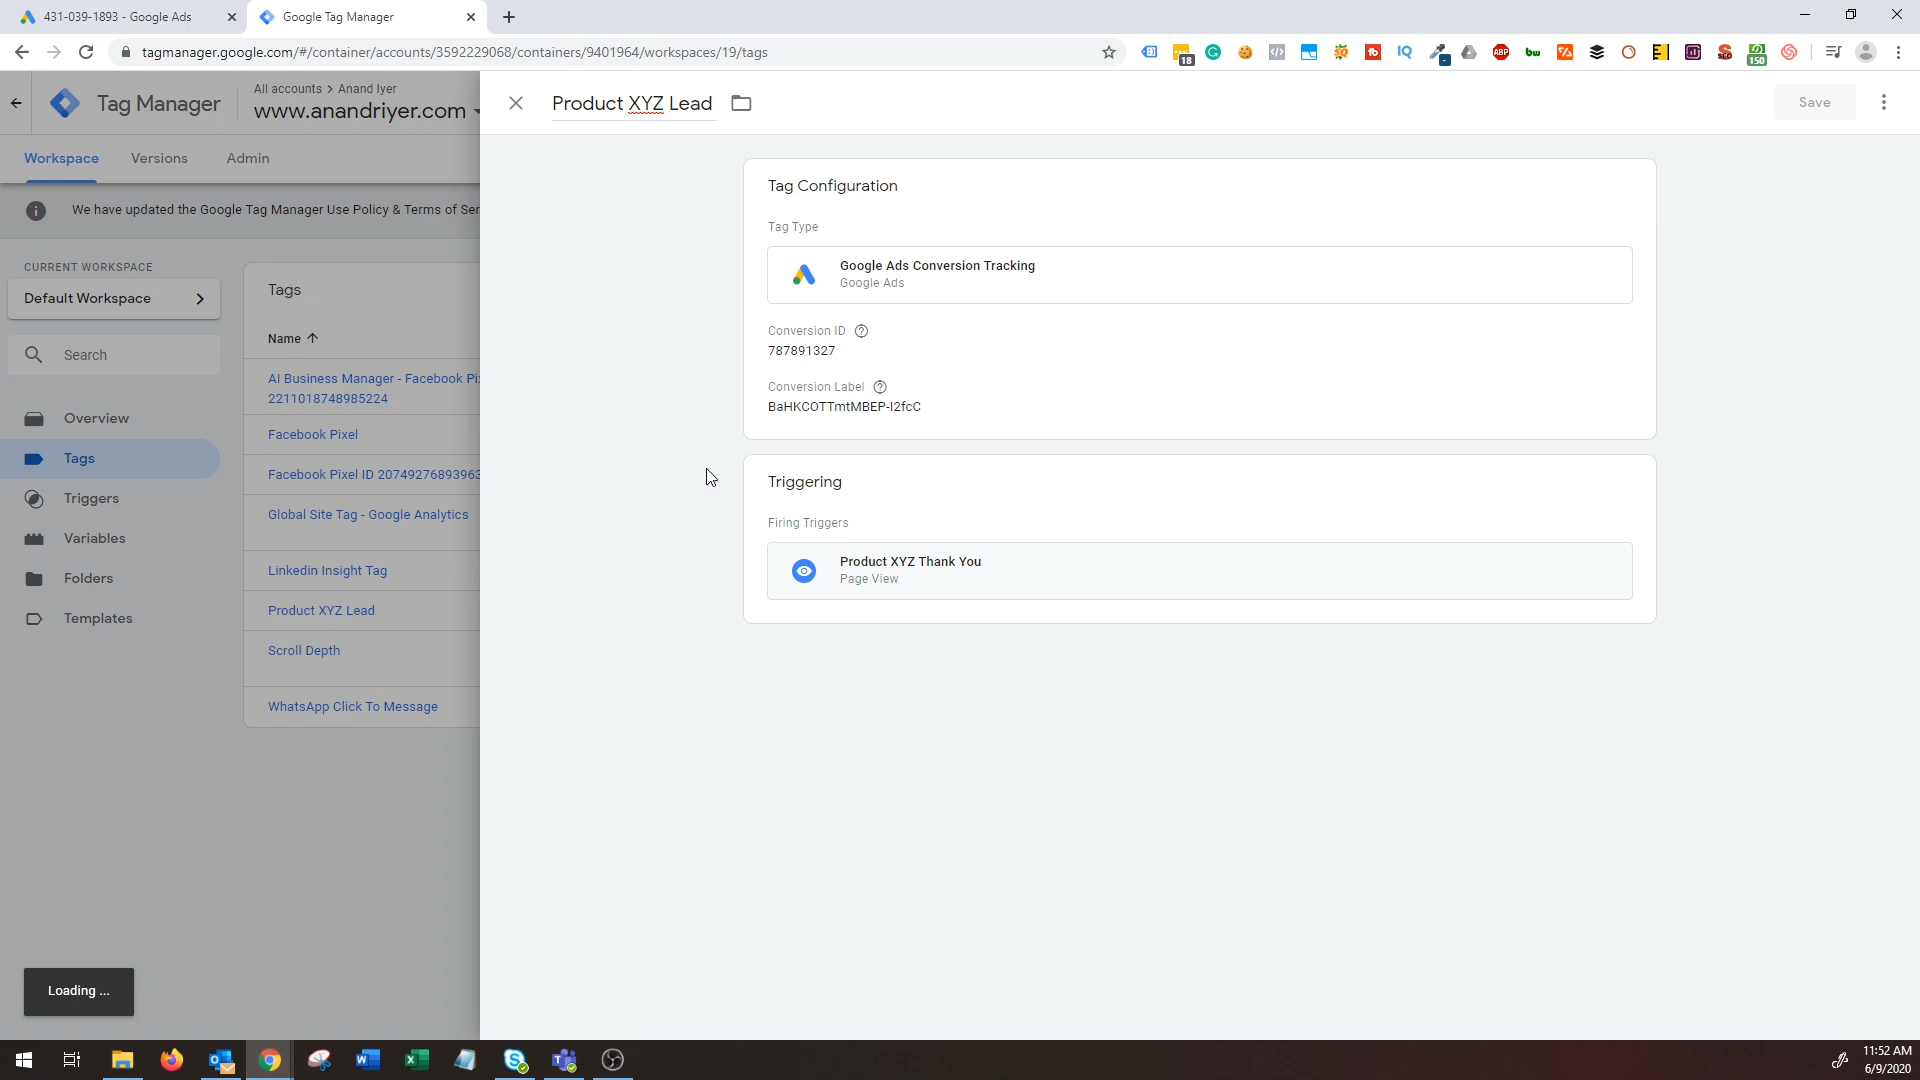 431-039-1893 - Google Ads
Google Tag Manager
tagmanager.google.com/#/container/accounts/3592229068/containers/9401964/workspaces/19/tags
18
150
Tag Manager
All accounts > Anand Iyer
www.anandriyer.com
Product XYZ Lead
Save
Workspace
Versions
Admin
We have updated the Google Tag Manager Use Policy & Terms of Ser
CURRENT WORKSPACE
Default Workspace
Search
Overview
Tags
Triggers
Variables
Folders
Templates
Tags
Name
AI Business Manager - Facebook Pi
2211018748985224
Facebook Pixel
Facebook Pixel ID 20749276893963
Global Site Tag - Google Analytics
Linkedin Insight Tag
Product XYZ Lead
Scroll Depth
WhatsApp Click To Message
Tag Configuration
Tag Type
Google Ads Conversion Tracking
Google Ads
Conversion ID
787891327
Conversion Label
BaHKCOTTmtMBEP-I2fcC
Triggering
Firing Triggers
Product XYZ Thank You
Page View
Loading ...
11:52 AM
6/9/2020